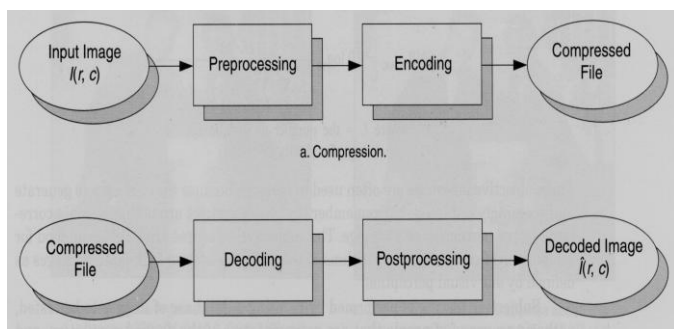 Input Image
I(r, c)
Preprocessing
Encoding
Compressed
File
a. Compression.
Compressed
File
Decoding
Postprocessing
Decoded Image
Î(r, c)